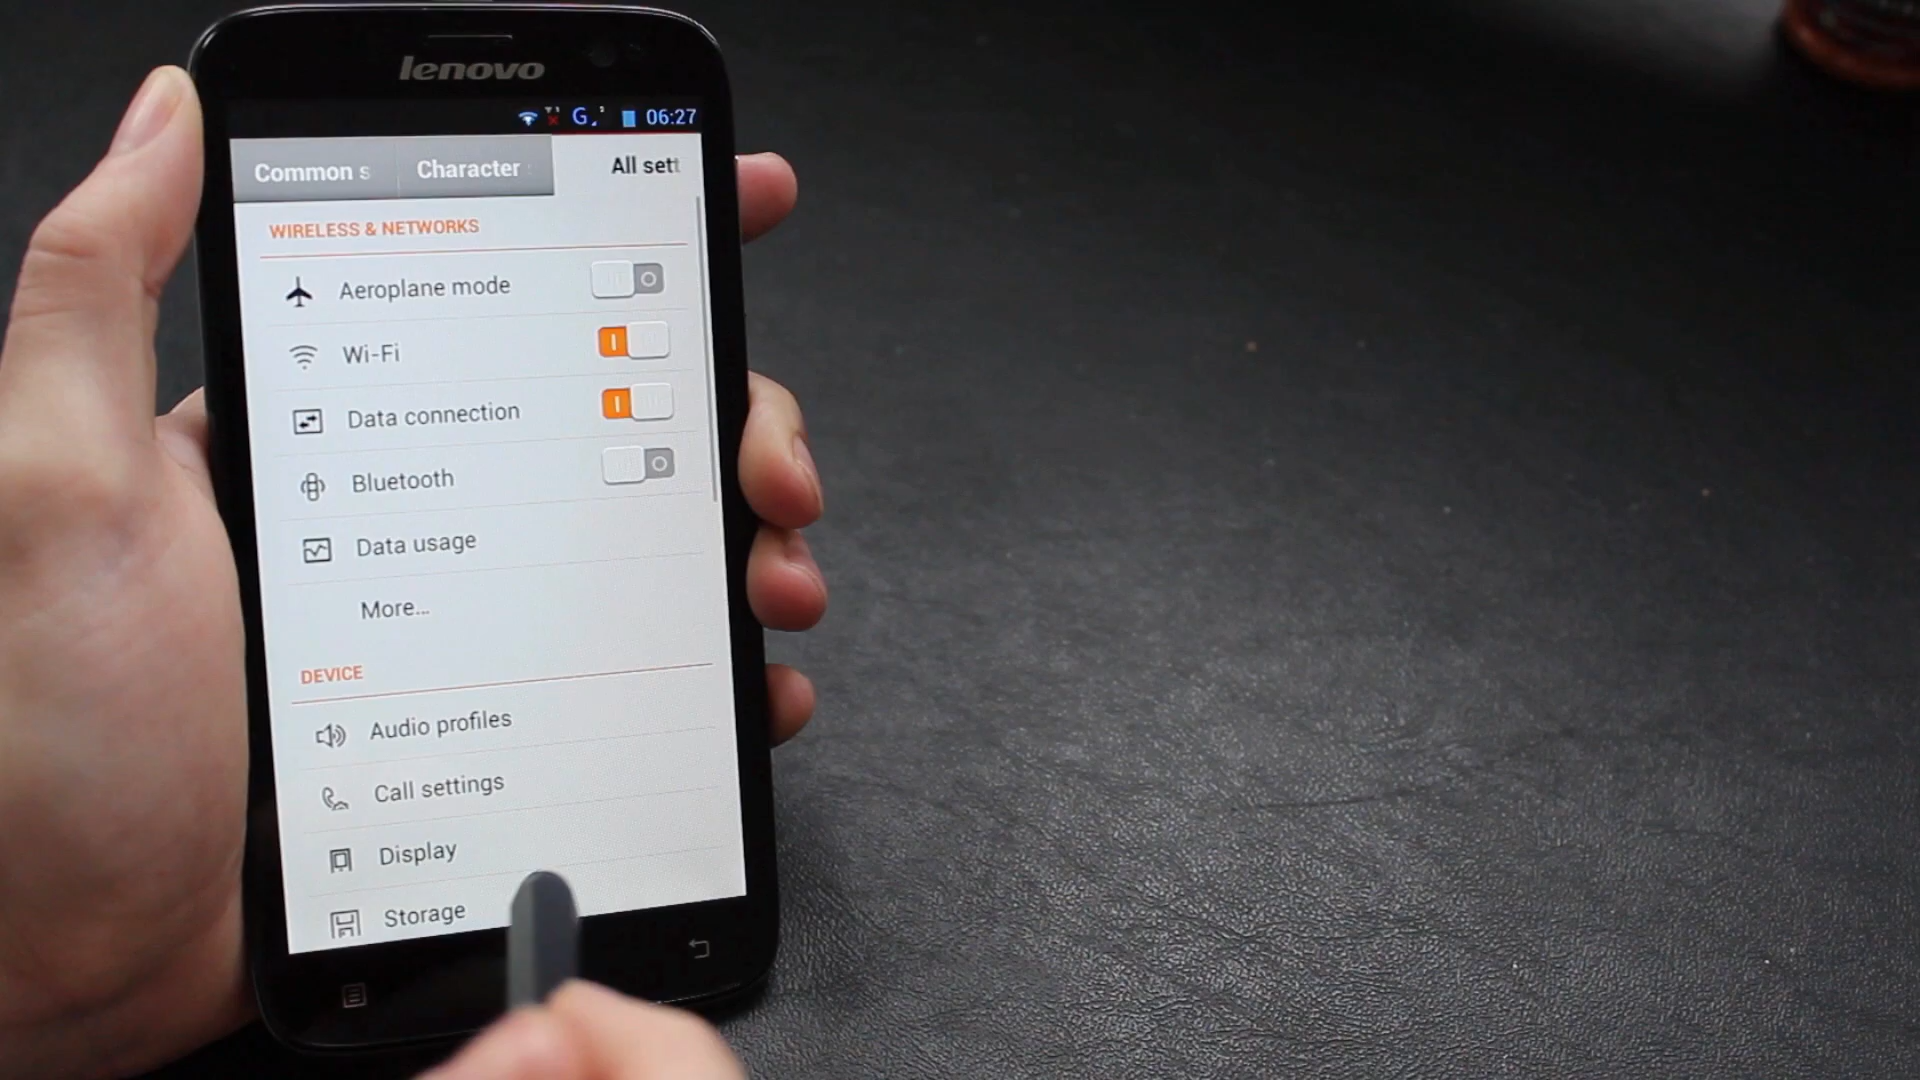 lenovo
G 06:27
Common s Character All sett
WIRELESS & NETWORKS
Aeroplane mode
Wi-Fi
Data connection
Bluetooth
Data usage
More...
DEVICE
Audio profiles
Call settings
Display
Storage